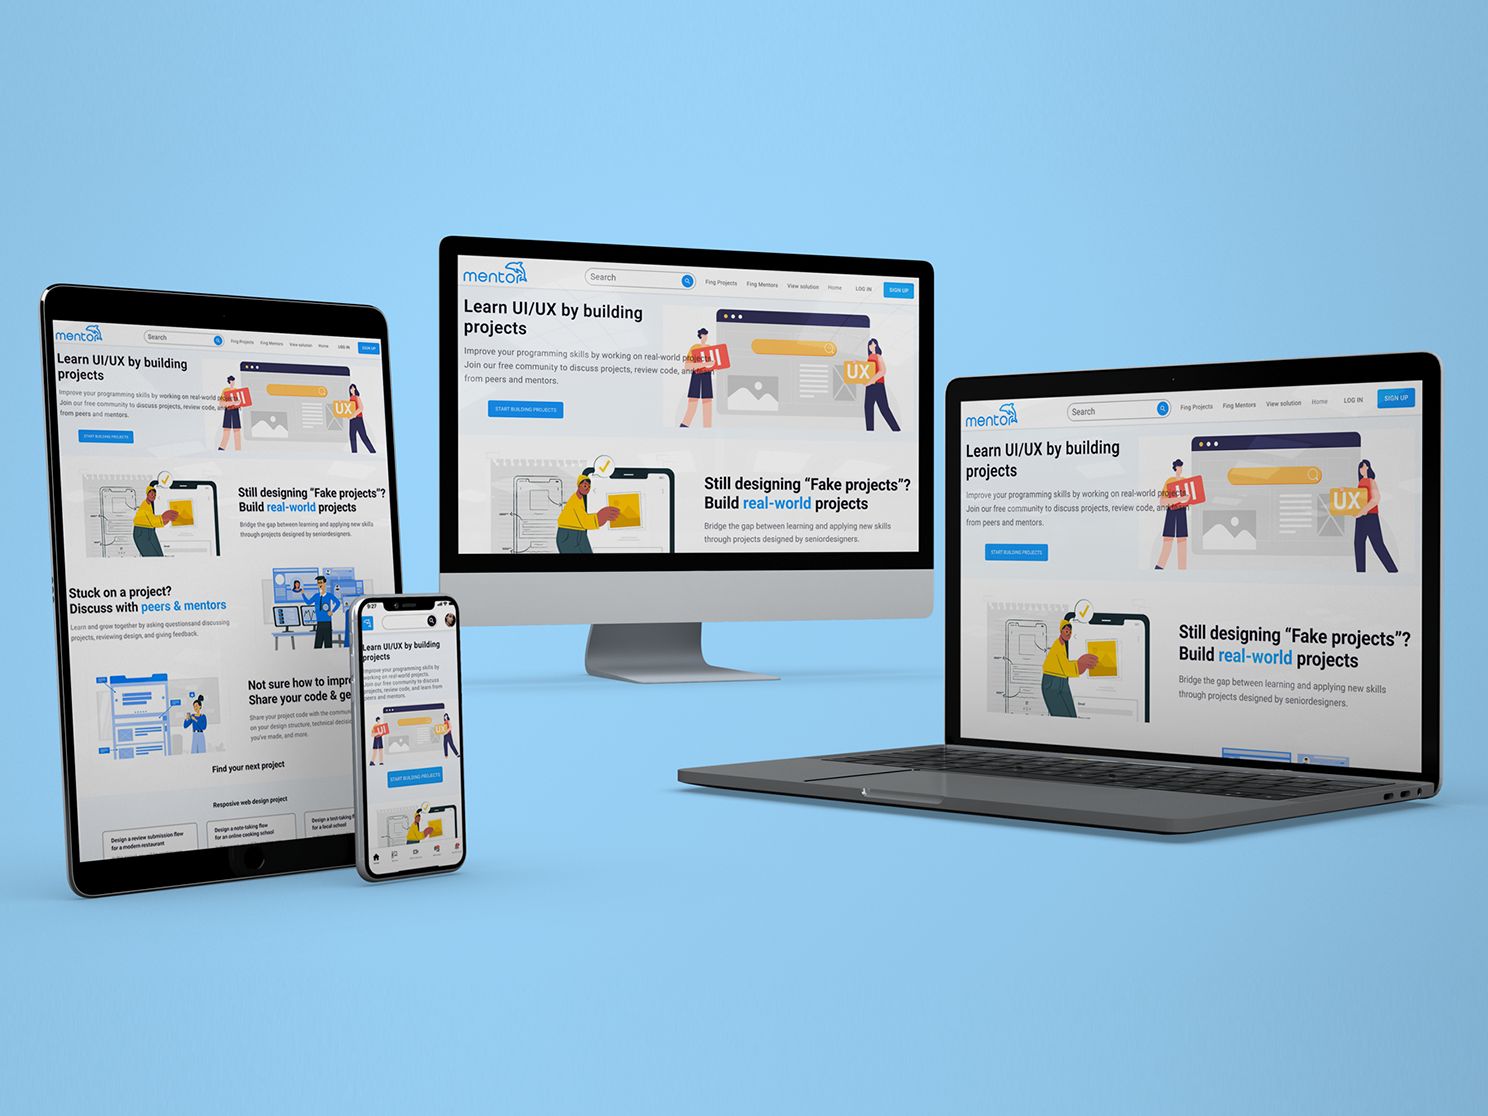 mentor
Search
Fing Projects
Fing Mentors
View solution
Home
LOG IN
SIGN UP
Learn UI/UX by building
projects
UI
UX
Improve your programming skills by working on real-world projects.
Join our free community to discuss projects, review code, and learn
from peers and mentors.
START BUILDING PROJECTS
Still designing “Fake projects”?
Build real-world projects
Bridge the gap between learning and applying new skills
through projects designed by seniordesigners.
Stuck on a project?
Discuss with peers & mentors
Learn and grow together by asking questionsand discussing
projects, reviewing design, and giving feedback.
Not sure how to impr
Share your code & ge
Share your project code with the commun
on your design structure, technical decisio
you've made, and more.
Find your next project
Resposive web design project
Design a review submission flow
for a modern restaurant
Design a note-taking flow
for an online cooking school
Design a test-taking f
for a local school
9:27
Learn UI/UX by building
projects
Improve your programming skills by
working on real-world projects.
Join our free community to discuss
projects, review code, and learn from
peers and mentors.
UI
UX
START BUILDING PROJECTS
mentor
Search
Fing Projects
Fing Mentors
View solution
Home
LOG IN
SIGN UP
Learn UI/UX by building
projects
Improve your programming skills by working on real-world projects.
Join our free community to discuss projects, review code, and learn
from peers and mentors.
UI
UX
START BUILDING PROJECTS
Still designing “Fake projects”?
Build real-world projects
Bridge the gap between learning and applying new skills
through projects designed by seniordesigners.
mentor
Search
Fing Projects
Fing Mentors
View solution
Home
LOG IN
SIGN UP
Learn UI/UX by building
projects
Improve your programming skills by working on real-world projects.
Join our free community to discuss projects, review code, and learn
from peers and mentors.
UI
UX
START BUILDING PROJECTS
Still designing “Fake projects”?
Build real-world projects
Bridge the gap between learning and applying new skills
through projects designed by seniordesigners.